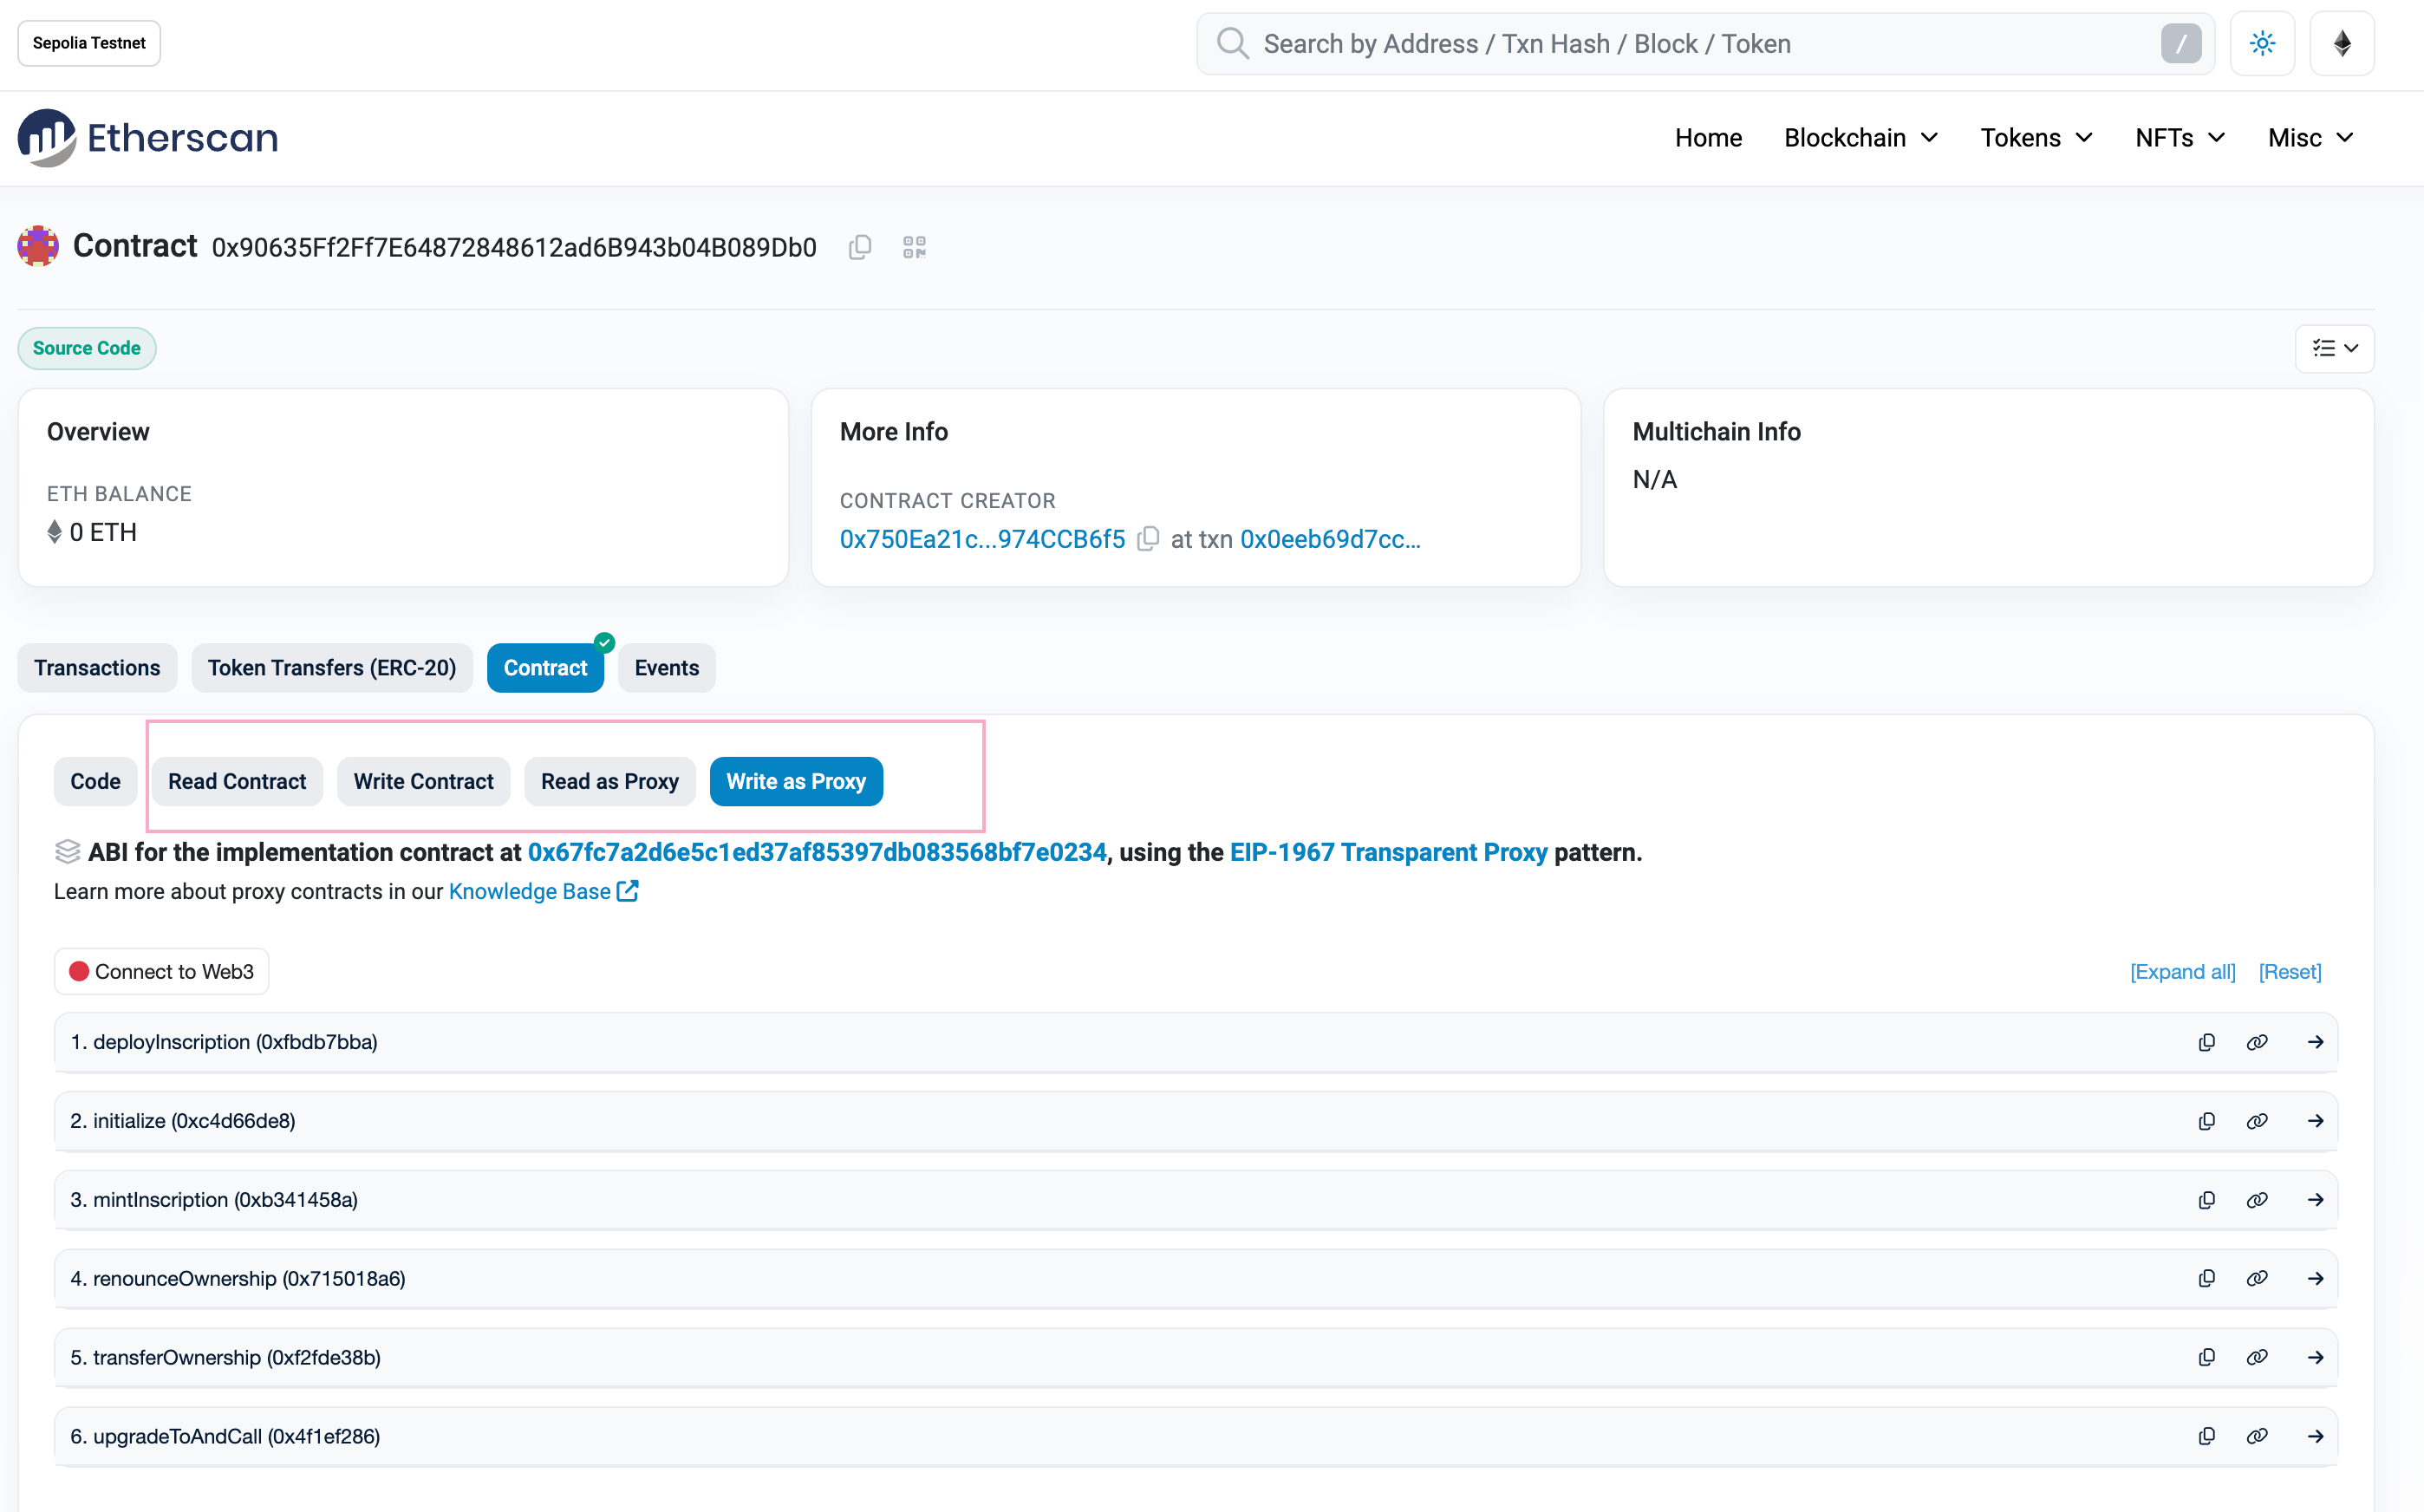 Sepolia Testnet
Search by Address / Txn Hash / Block / Token
/
Etherscan
Home Blockchain Tokens NFTs Misc
Contract 0x90635Ff2Ff7E64872848612ad6B943b04B089Db0
Source Code
Overview
ETH BALANCE
0 ETH
More Info
CONTRACT CREATOR
0x750Ea21c...974CCB6f5 at txn 0x0eeb69d7cc...
Multichain Info
N/A
Transactions Token Transfers (ERC-20) Contract Events
Code Read Contract Write Contract Read as Proxy Write as Proxy
ABI for the implementation contract at 0x67fc7a2d6e5c1ed37af85397db083568bf7e0234, using the EIP-1967 Transparent Proxy pattern.
Learn more about proxy contracts in our Knowledge Base
Connect to Web3
[Expand all] [Reset]
1. deployInscription (0xfbdb7bba)
2. initialize (0xc4d66de8)
3. mintInscription (0xb341458a)
4. renounceOwnership (0x715018a6)
5. transferOwnership (0xf2fde38b)
6. upgradeToAndCall (0x4f1ef286)